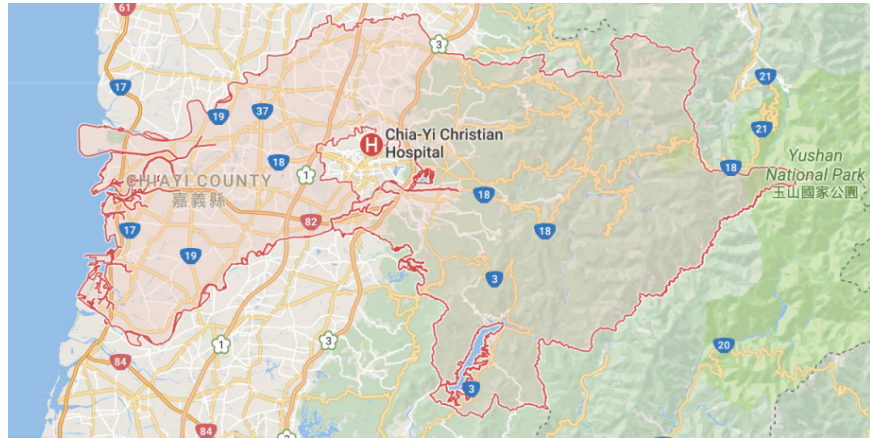 61
3
17
21
19
37
21
H
Chia-Yi Christian
Hospital
18
1
Yushan
National Park
玉山國家公園
18
CHIAYI COUNTY
嘉義縣
18
82
17
18
19
3
1
3
20
84
3
84
3